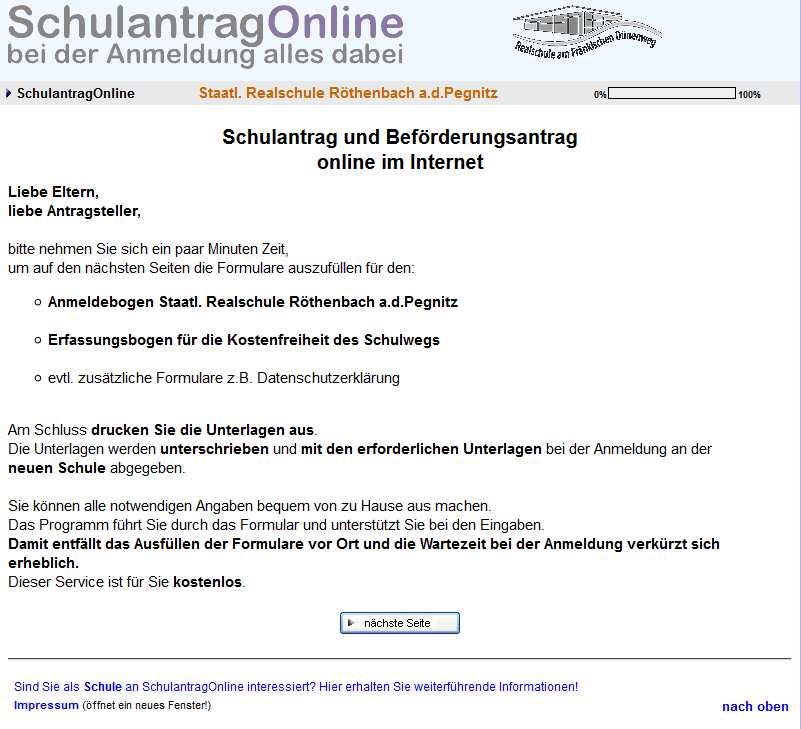 SchulantragOnline
bei der Anmeldung alles dabei
Realschule am Fränkischen Dünenweg
SchulantragOnline
Staatl. Realschule Röthenbach a.d.Pegnitz
0% 100%
Schulantrag und Beförderungsantrag
online im Internet
Liebe Eltern,
liebe Antragsteller,
bitte nehmen Sie sich ein paar Minuten Zeit,
um auf den nächsten Seiten die Formulare auszufüllen für den:
Anmeldebogen Staatl. Realschule Röthenbach a.d.Pegnitz
Erfassungsbogen für die Kostenfreiheit des Schulwegs
evtl. zusätzliche Formulare z.B. Datenschutzerklärung
Am Schluss drucken Sie die Unterlagen aus.
Die Unterlagen werden unterschrieben und mit den erforderlichen Unterlagen bei der Anmeldung an der
neuen Schule abgegeben.
Sie können alle notwendigen Angaben bequem von zu Hause aus machen.
Das Programm führt Sie durch das Formular und unterstützt Sie bei den Eingaben.
Damit entfällt das Ausfüllen der Formulare vor Ort und die Wartezeit bei der Anmeldung verkürzt sich
erheblich.
Dieser Service ist für Sie kostenlos.
nächste Seite
Sind Sie als Schule an SchulantragOnline interessiert? Hier erhalten Sie weiterführende Informationen!
Impressum (öffnet ein neues Fenster!)
nach oben